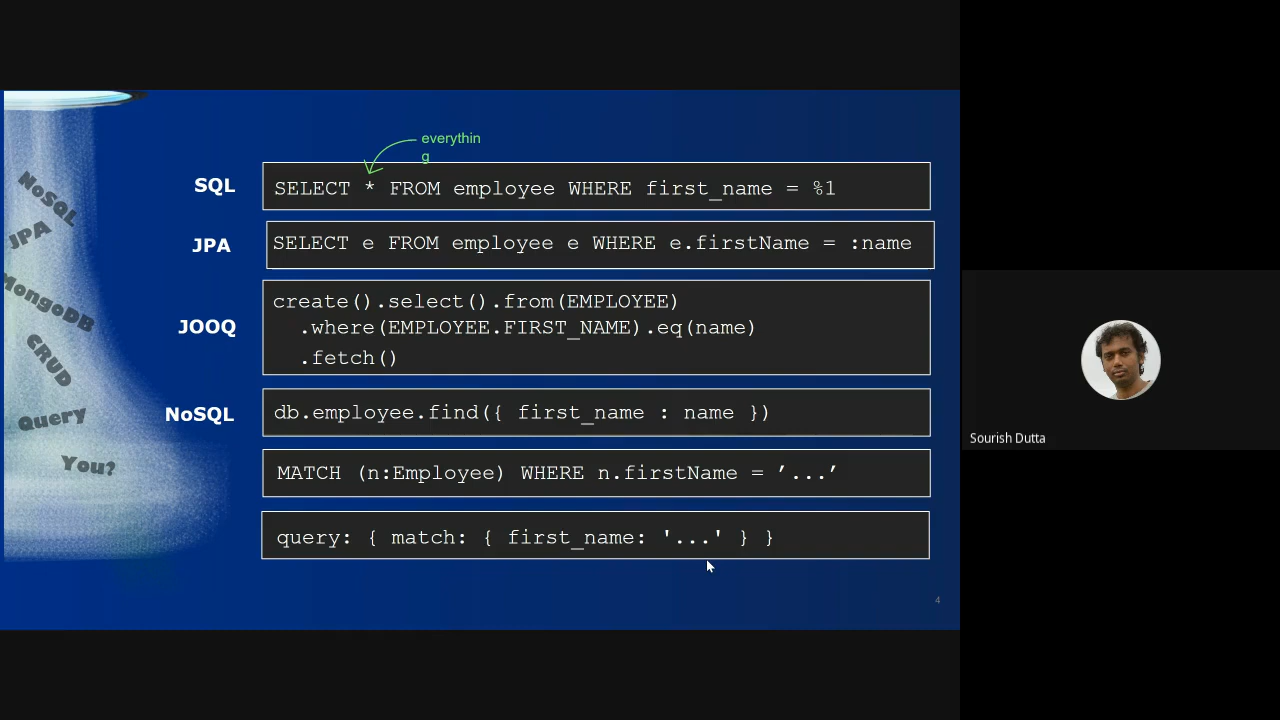 everythin
g
SQL
SELECT * FROM employee WHERE first_name = %1
JPA
SELECT e FROM employee e WHERE e.firstName = :name
JOOQ
create().select().from(EMPLOYEE)
.where(EMPLOYEE.FIRST_NAME).eq(name)
.fetch()
NoSQL
db.employee.find({ first_name : name })
MATCH (n:Employee) WHERE n.firstName = ’...’
query: { match: { first_name: '...' } }
NoSQL
JPA
MongoDB
CRUD
Query
You?
4
Sourish Dutta